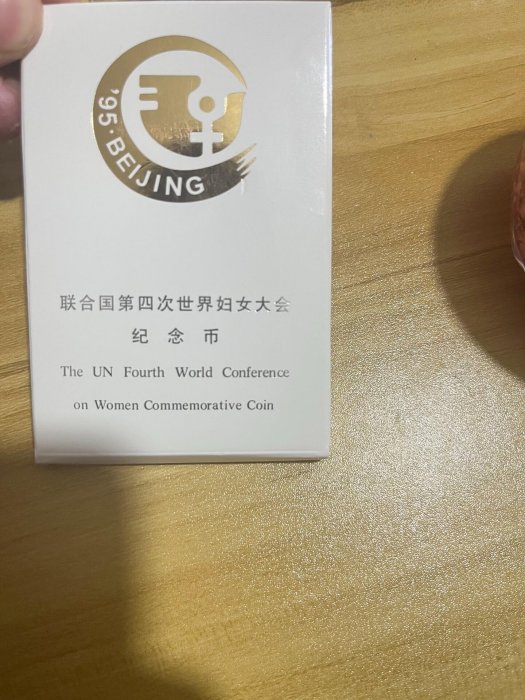 '95·BEIJING
联合国第四次世界妇女大会
纪念币
The UN Fourth World Conference
on Women Commemorative Coin